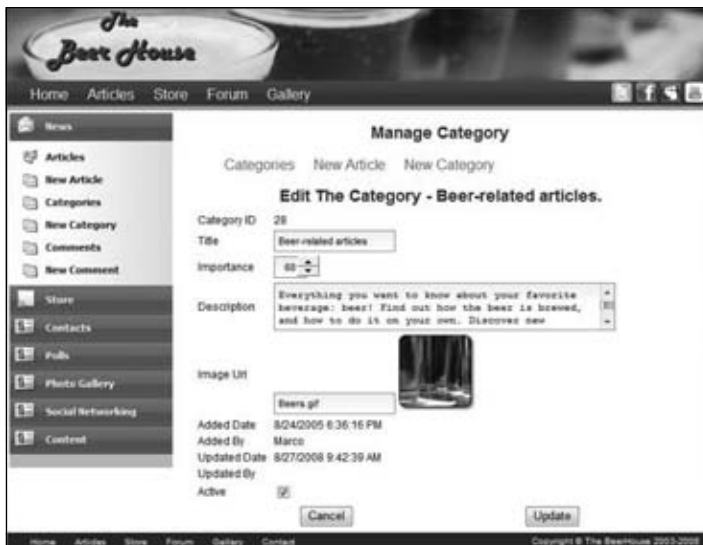 The
Beer House
Home Articles Store Forum Gallery
News
Articles
New Article
Categories
New Category
Comments
New Comment
Store
Contacts
Polls
Photo Gallery
Social Networking
Content
Manage Category
Categories New Article New Category
Edit The Category - Beer-related articles.
Category ID 28
Title Beer-related articles
Importance 60
Description Everything you want to know about your favorite
beverage: beer! Find out how the beer is brewed,
and how to do it on your own. Discover new
Image Url
Beers.gif
Added Date 8/24/2005 6:36:16 PM
Added By Marco
Updated Date 8/27/2008 9:42:39 AM
Updated By
Active
Cancel Update
Home Articles Store Forum Gallery Contact Copyright © The BeerHouse 2003-2008